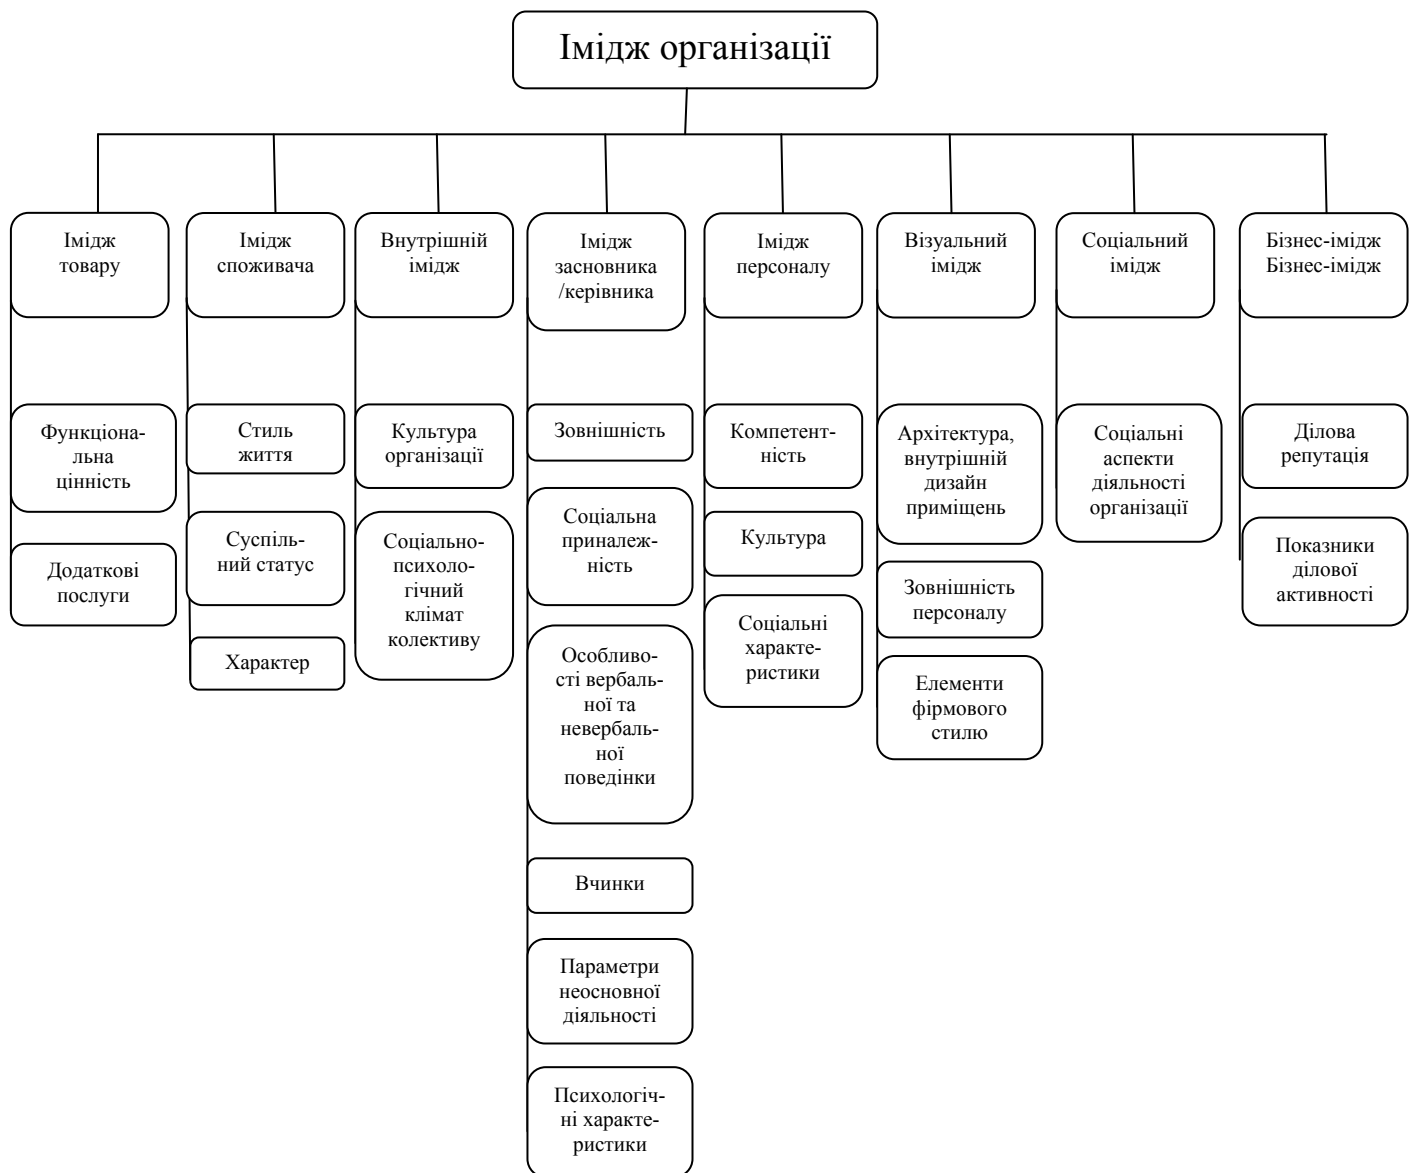 Імідж організації
Імідж
товару
Імідж
споживача
Внутрішній
імідж
Імідж
засновника
/керівника
Імідж
персоналу
Візуальний
імідж
Соціальний
імідж
Бізнес-імідж
Бізнес-імідж
Функціона-
льна
цінність
Додаткові
послуги
Стиль
життя
Суспіль-
ний статус
Характер
Культура
організації
Соціально-
психоло-
гічний
клімат
колективу
Зовнішність
Соціальна
приналеж-
ність
Особливо-
сті вербаль-
ної та
невербаль-
ної
поведінки
Вчинки
Параметри
неосновної
діяльності
Психологіч-
ні характе-
ристики
Компетент-
ність
Культура
Соціальні
характе-
ристики
Архітектура,
внутрішній
дизайн
приміщень
Зовнішність
персоналу
Елементи
фірмового
стилю
Соціальні
аспекти
діяльності
організації
Ділова
репутація
Показники
ділової
активності